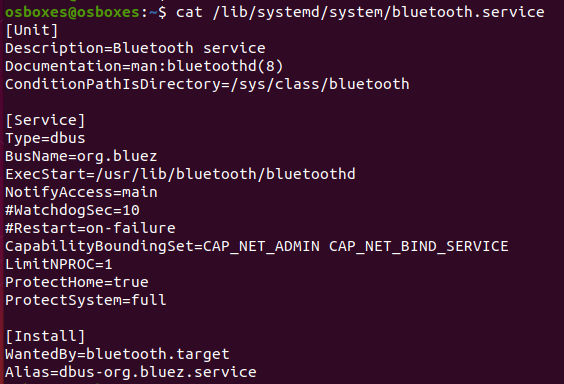 osboxes@osboxes:~$ cat /lib/systemd/system/bluetooth.service
[Unit]
Description=Bluetooth service
Documentation=man:bluetoothd(8)
ConditionPathIsDirectory=/sys/class/bluetooth

[Service]
Type=dbus
BusName=org.bluez
ExecStart=/usr/lib/bluetooth/bluetoothd
NotifyAccess=main
#WatchdogSec=10
#Restart=on-failure
CapabilityBoundingSet=CAP_NET_ADMIN CAP_NET_BIND_SERVICE
LimitNPROC=1
ProtectHome=true
ProtectSystem=full

[Install]
WantedBy=bluetooth.target
Alias=dbus-org.bluez.service